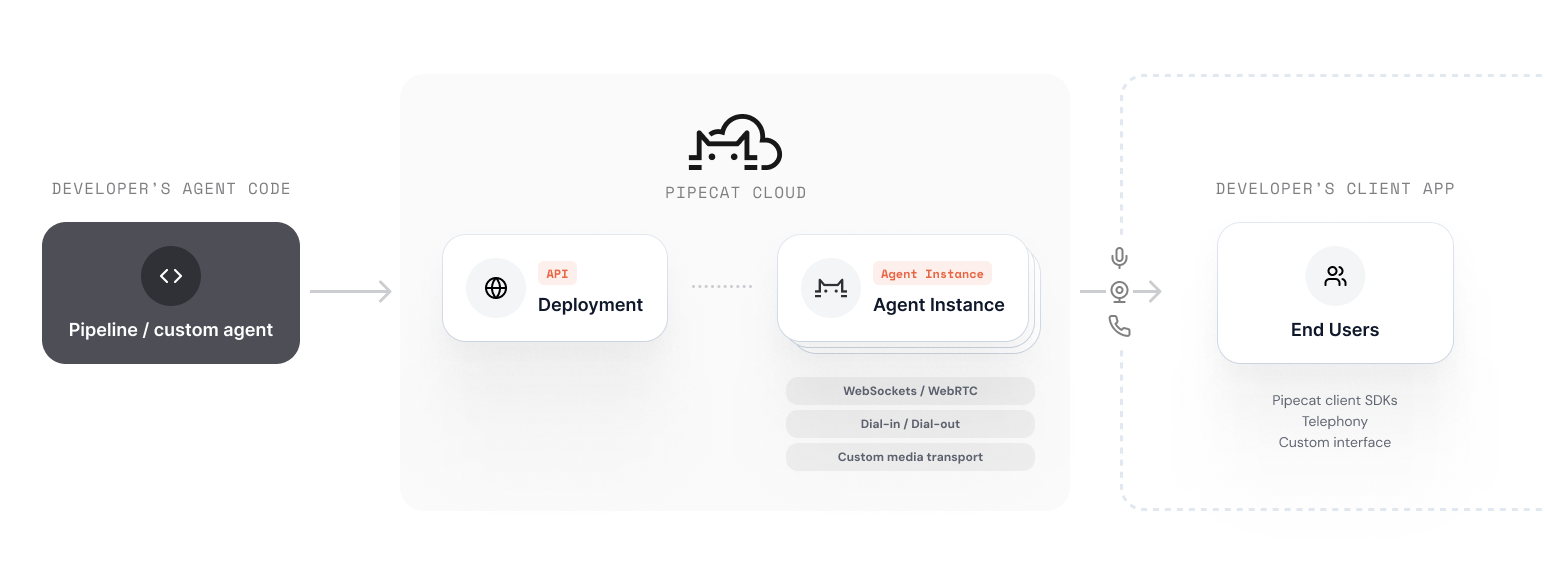 DEVELOPER'S AGENT CODE
Pipeline / custom agent
PIPECAT CLOUD
API
Deployment
Agent Instance
Agent Instance
WebSockets / WebRTC
Dial-in / Dial-out
Custom media transport
DEVELOPER'S CLIENT APP
End Users
Pipecat client SDKs
Telephony
Custom interface